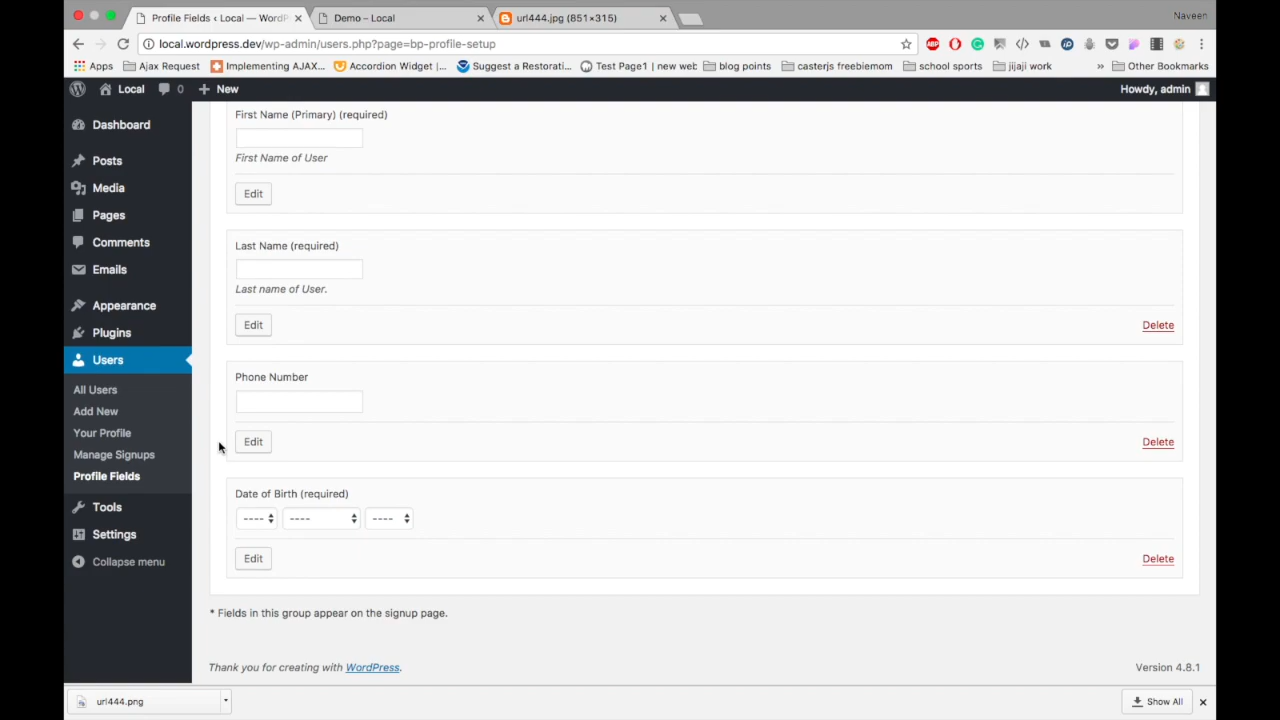 Profile Fields ‹ Local — WordP
Demo – Local
url444.jpg (851×315)
Naveen
local.wordpress.dev/wp-admin/users.php?page=bp-profile-setup
Apps
Ajax Request
Implementing AJAX...
Accordion Widget |...
Suggest a Restorati...
Test Page1 | new web
blog points
casterjs freebiemom
school sports
jijaji work
»
Other Bookmarks
Local
0
New
Howdy, admin
Dashboard
Posts
Media
Pages
Comments
Emails
Appearance
Plugins
Users
All Users
Add New
Your Profile
Manage Signups
Profile Fields
Tools
Settings
Collapse menu
First Name (Primary) (required)
First Name of User
Edit
Last Name (required)
Last name of User.
Edit
Delete
Phone Number
Edit
Delete
Date of Birth (required)
---- ---- ----
Edit
Delete
* Fields in this group appear on the signup page.
Thank you for creating with WordPress.
Version 4.8.1
url444.png
Show All